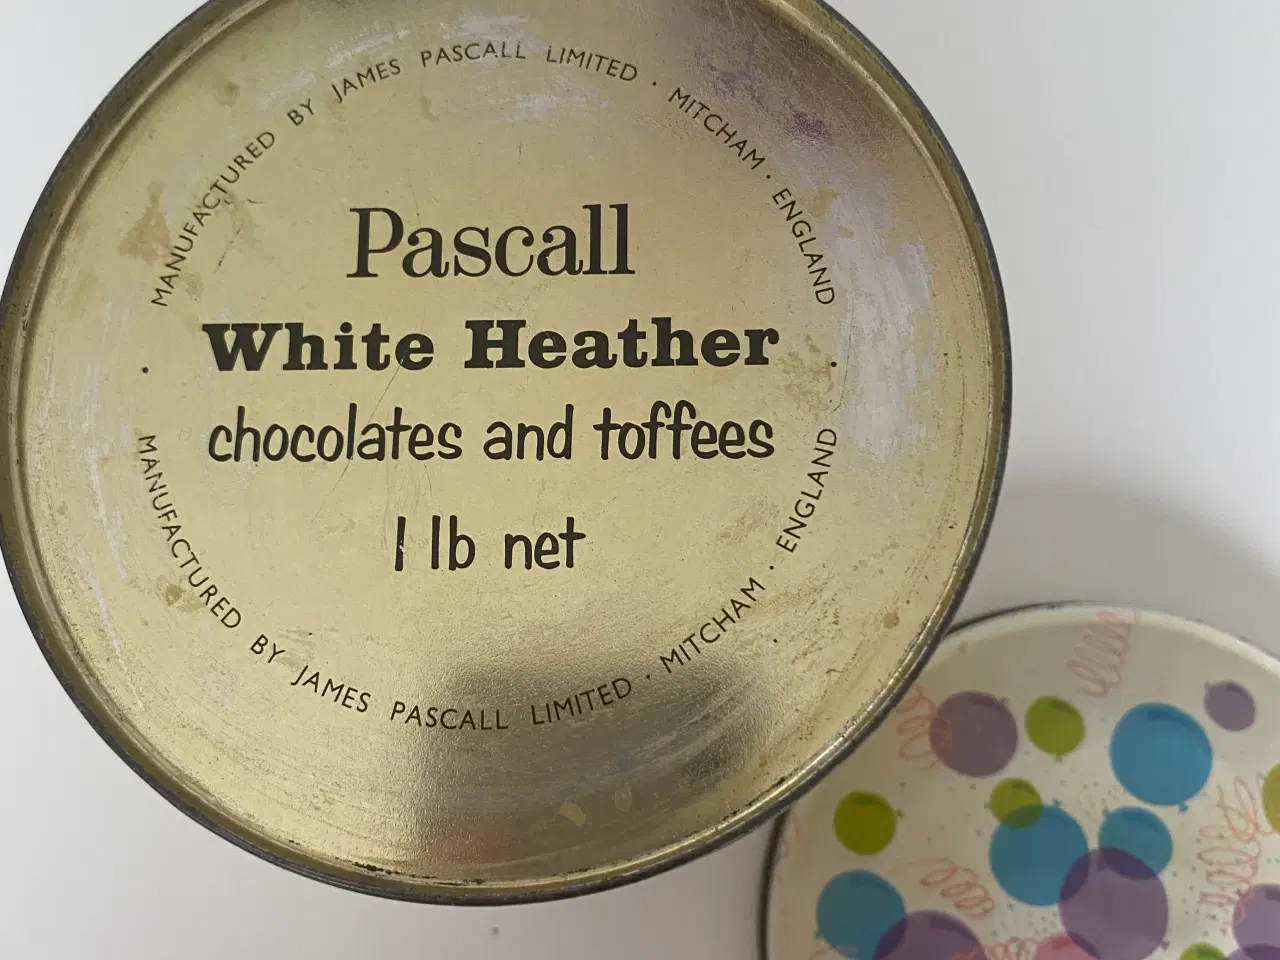 MANUFACTURED BY JAMES PASCALL LIMITED · MITCHAM · ENGLAND
Pascall
White Heather
chocolates and toffees
1 lb net
MANUFACTURED BY JAMES PASCALL LIMITED · MITCHAM · ENGLAND